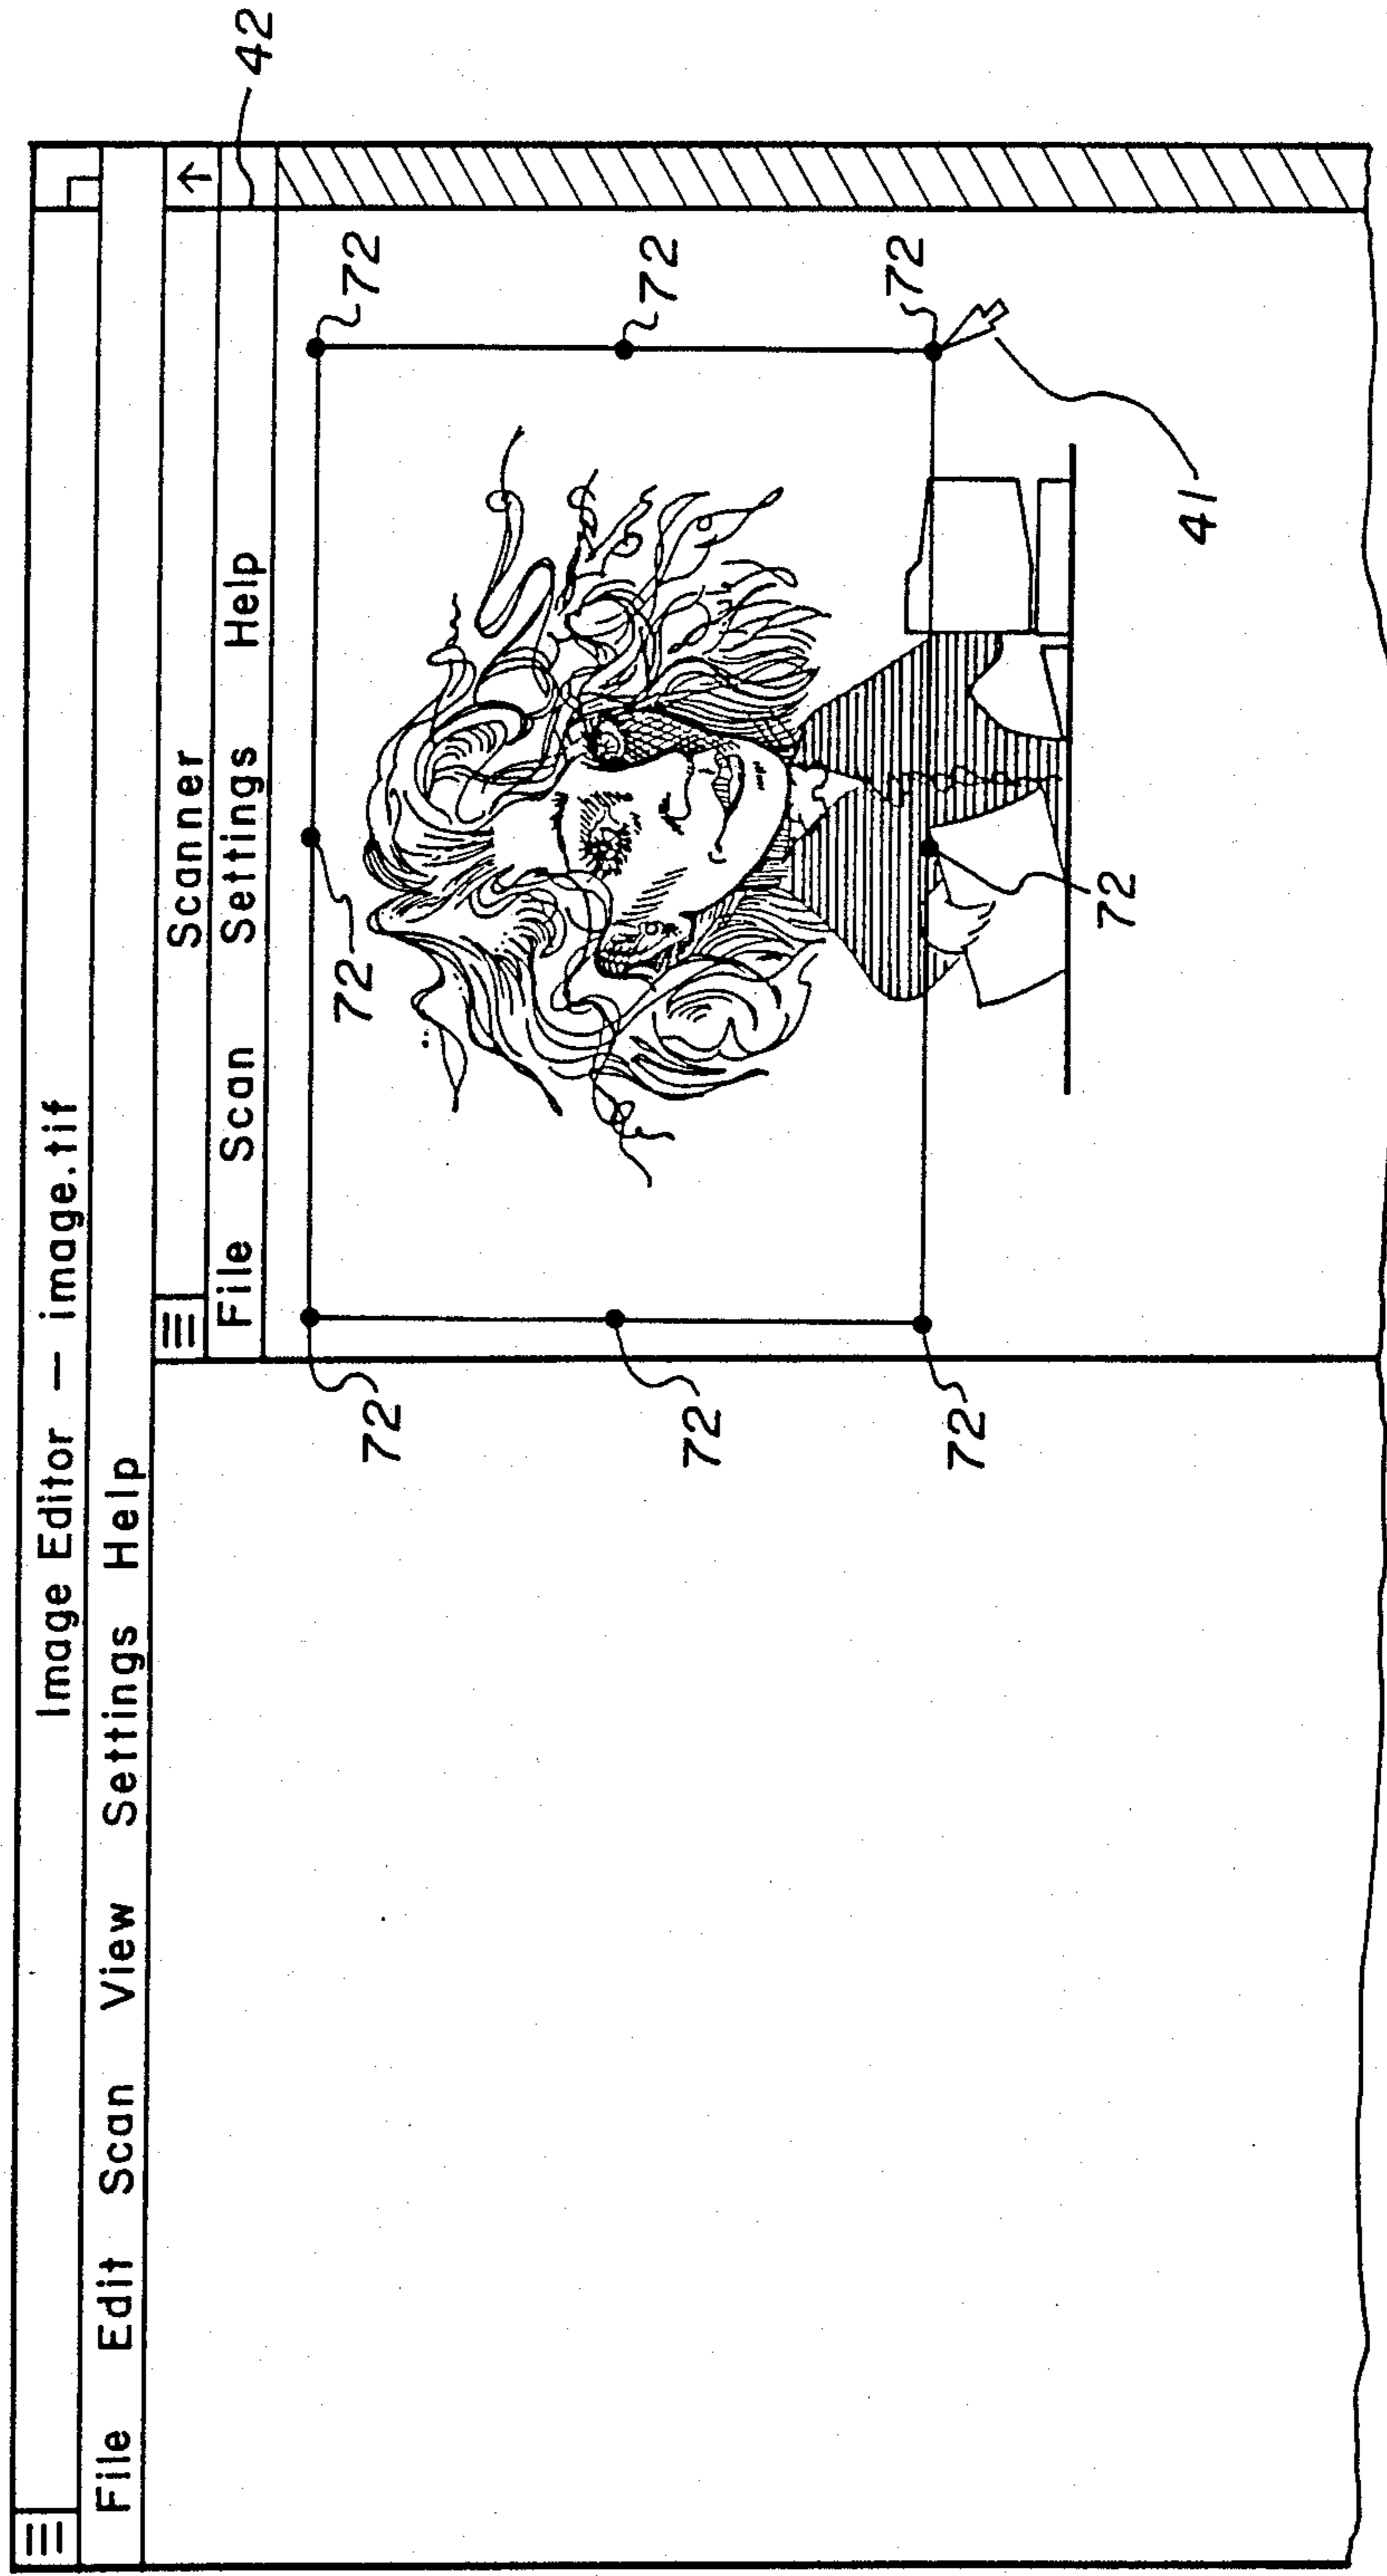 Image Editor — image.tif
File Edit Scan View Settings Help
Scanner
File Scan Settings Help
42
72
72
72
72
72
72
72
72
41